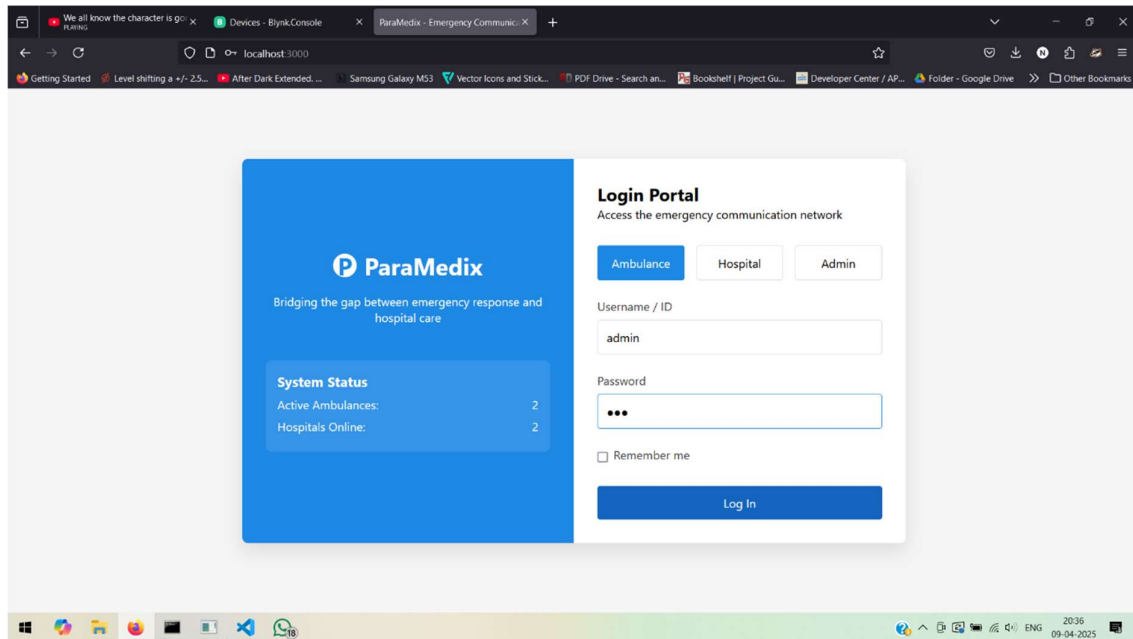 We all know the character is goi
PLAYING
Devices - Blynk.Console
ParaMedix - Emergency Communica
localhost:3000
Getting Started
Level shifting a +/- 2.5...
After Dark Extended. ...
Samsung Galaxy M53
Vector Icons and Stick...
PDF Drive - Search an...
Bookshelf | Project Gu...
Developer Center / AP...
Folder - Google Drive
Other Bookmarks
P ParaMedix
Bridging the gap between emergency response and
hospital care
System Status
Active Ambulances: 2
Hospitals Online: 2
Login Portal
Access the emergency communication network
Ambulance Hospital Admin
Username / ID
admin
Password
Remember me
Log In
18
ENG
20:36
09-04-2025